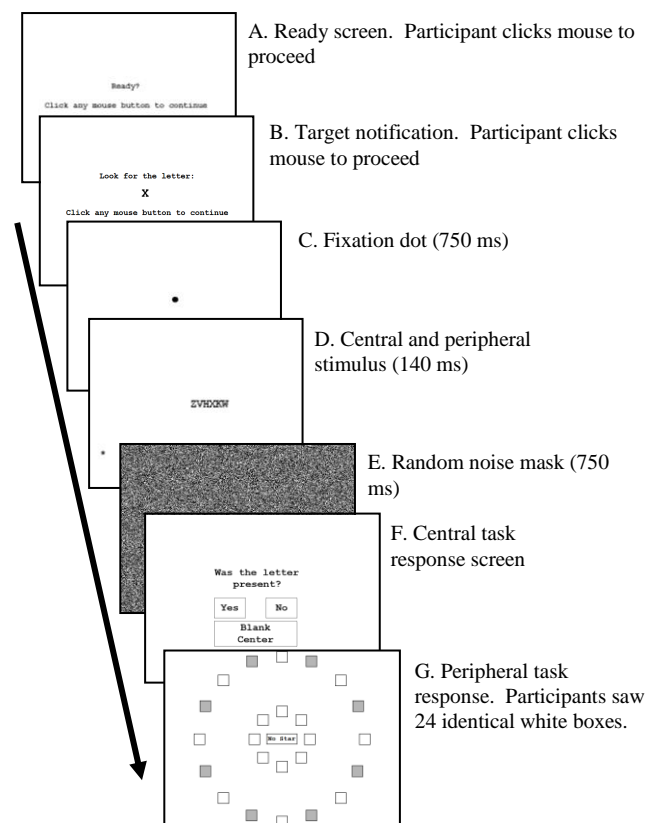 A. Ready screen. Participant clicks mouse to
proceed
Ready?
Click any mouse button to continue
B. Target notification. Participant clicks
mouse to proceed
Look for the letter:
X
Click any mouse button to continue
C. Fixation dot (750 ms)
D. Central and peripheral
stimulus (140 ms)
ZVHXKW
*
E. Random noise mask (750
ms)
F. Central task
response screen
Was the letter
present?
Yes No
Blank
Center
G. Peripheral task
response. Participants saw
24 identical white boxes.
No Star